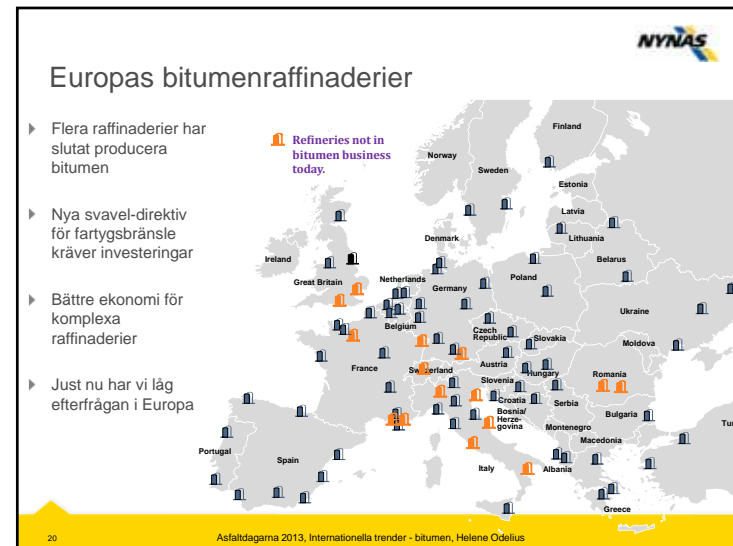 NYNAS
Europas bitumenraffinaderier
Flera raffinaderier har
slutat producera
bitumen
Nya svavel-direktiv
för fartygsbränsle
kräver investeringar
Bättre ekonomi för
komplexa
raffinaderier
Just nu har vi låg
efterfrågan i Europa
Refineries not in
bitumen business
today.
Finland
Norway
Sweden
Estonia
Latvia
Denmark
Lithuania
Ireland
Belarus
Great Britain
Netherlands
Germany
Poland
Ukraine
Belgium
Czech
Republic
Slovakia
Moldova
France
Austria
Switzerland
Hungary
Romania
Slovenia
Croatia
Serbia
Bosnia/
Herze-
govina
Bulgaria
Montenegro
Macedonia
Tu
Portugal
Spain
Italy
Albania
Greece
20
Asfaltdagarna 2013, Internationella trender - bitumen, Helene Odelius